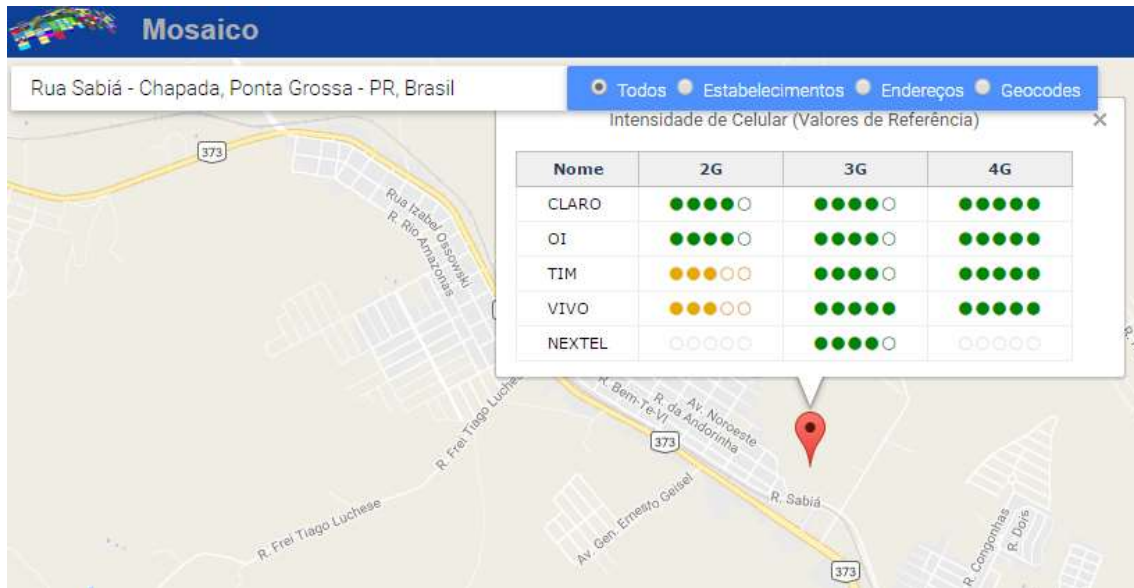 Mosaico
Rua Sabiá - Chapada, Ponta Grossa - PR, Brasil
Todos Estabelecimentos Endereços Geocodes
Intensidade de Celular (Valores de Referência) ×
Nome 2G 3G 4G
CLARO
OI
TIM
VIVO
NEXTEL
373
Rua Izabel Ossowski
R. Rio Amazonas
R. Frei Tiago Luchese
R. Bem-Te-VI
R. da Andorinha
Av. Noroeste
373
R. Frei Tiago Luchese
Av. Gen. Ernesto Geisel
R. Sabiá
R. Congonhas
R. Dois
373